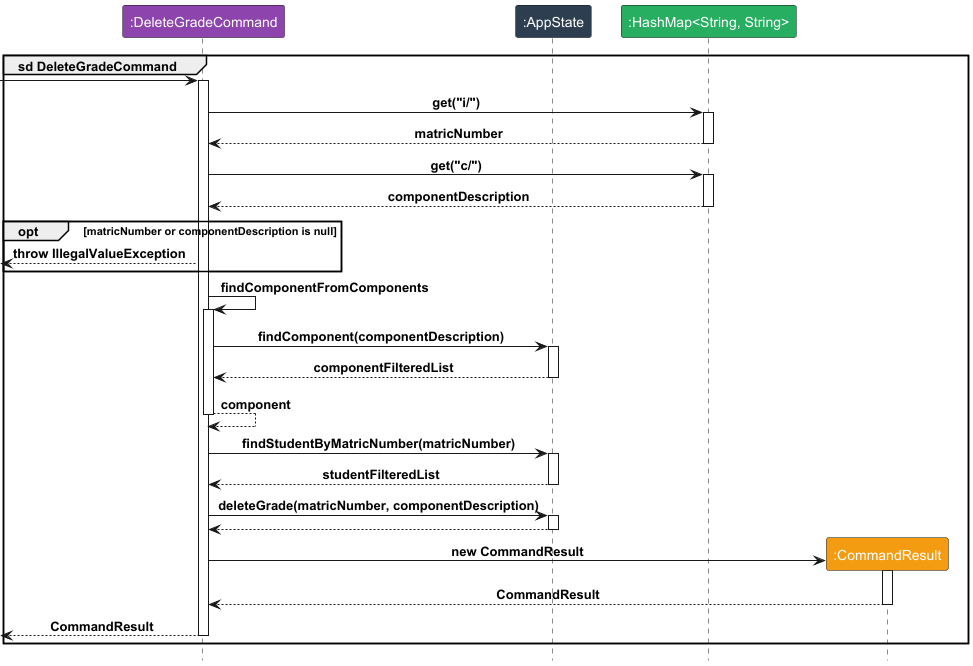 :DeleteGradeCommand
:AppState
:HashMap<String, String>
sd DeleteGradeCommand
get("i/")
matricNumber
get("c/")
componentDescription
opt
[matricNumber or componentDescription is null]
throw IllegalValueException
findComponentFromComponents
findComponent(componentDescription)
componentFilteredList
component
findStudentByMatricNumber(matricNumber)
studentFilteredList
deleteGrade(matricNumber, componentDescription)
new CommandResult
:CommandResult
CommandResult
CommandResult